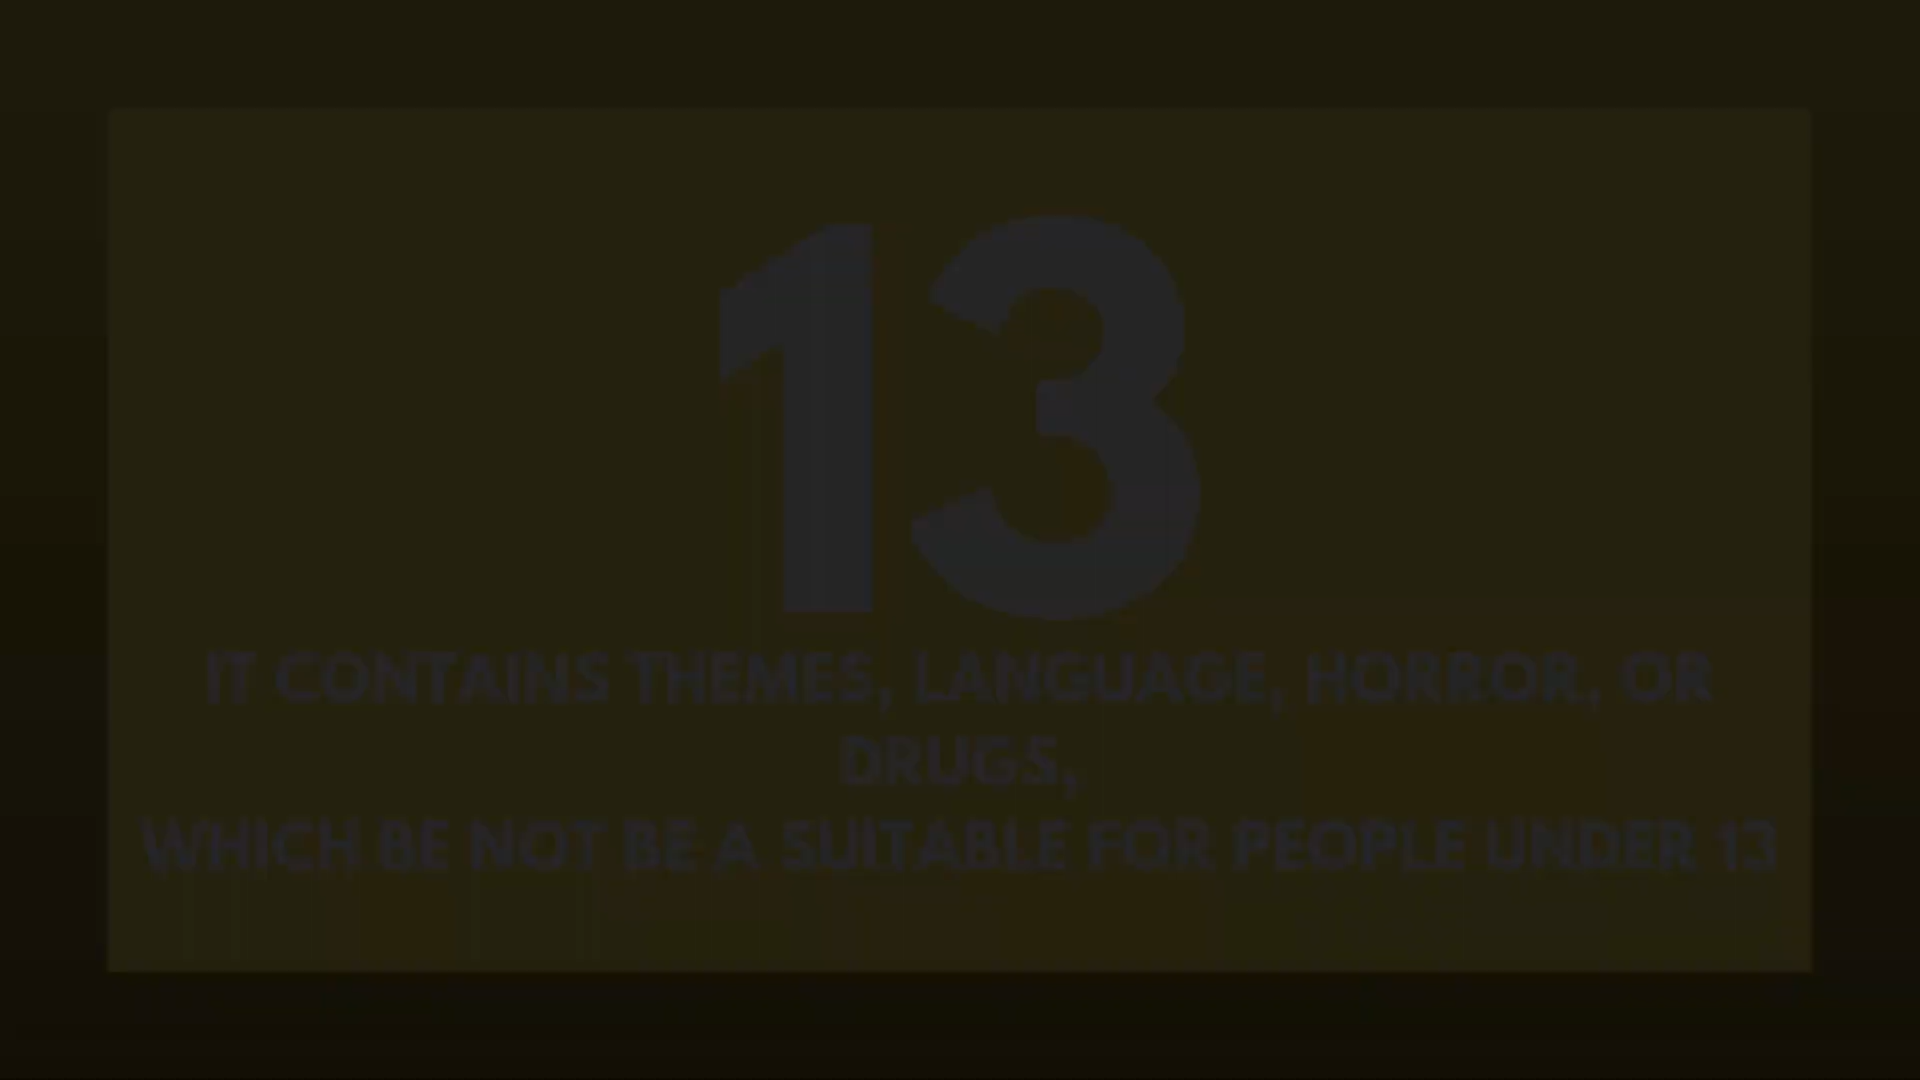 13
IT CONTAINS THEMES, LANGUAGE, HORROR, OR
DRUGS,
WHICH BE NOT BE A SUITABLE FOR PEOPLE UNDER 13